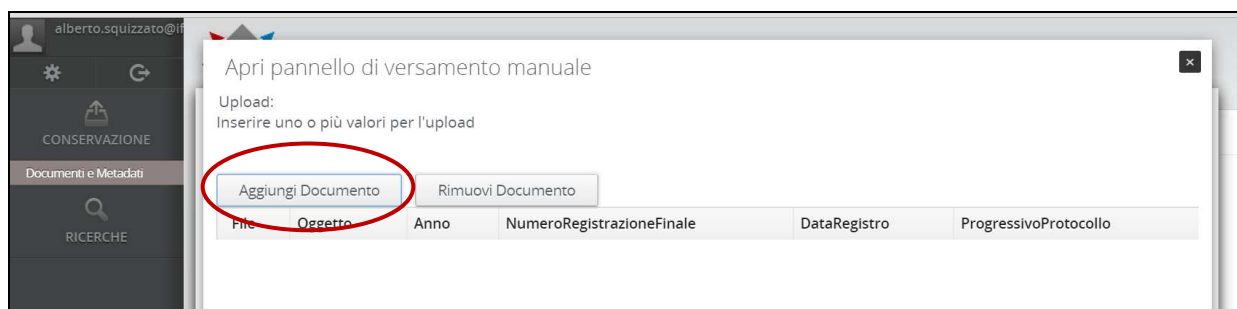 alberto.squizzato@if
Apri pannello di versamento manuale
Upload:
Inserire uno o più valori per l'upload
CONSERVAZIONE
Documenti e Metadati
RICERCHE
Aggiungi Documento Rimuovi Documento
File Oggetto Anno NumeroRegistrazioneFinale DataRegistro ProgressivoProtocollo